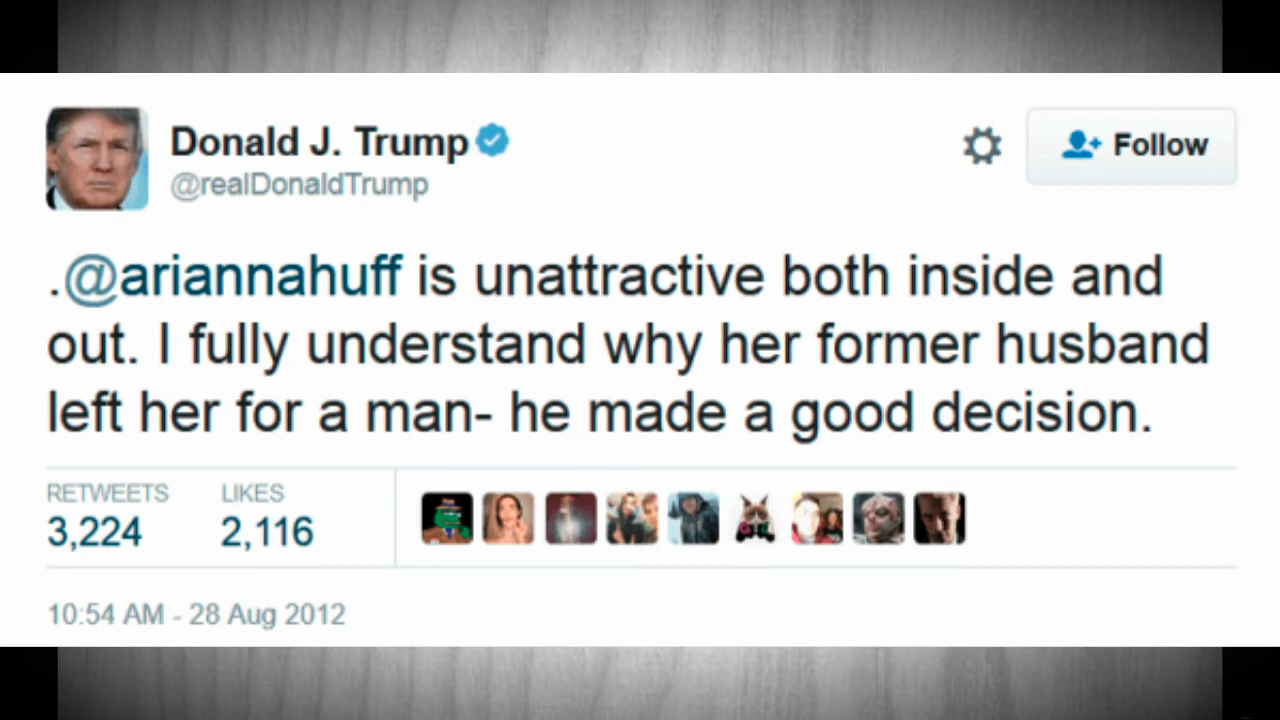 Donald J. Trump
@realDonaldTrump
Follow
.@ariannahuff is unattractive both inside and
out. I fully understand why her former husband
left her for a man- he made a good decision.
RETWEETS LIKES
3,224 2,116
10:54 AM - 28 Aug 2012